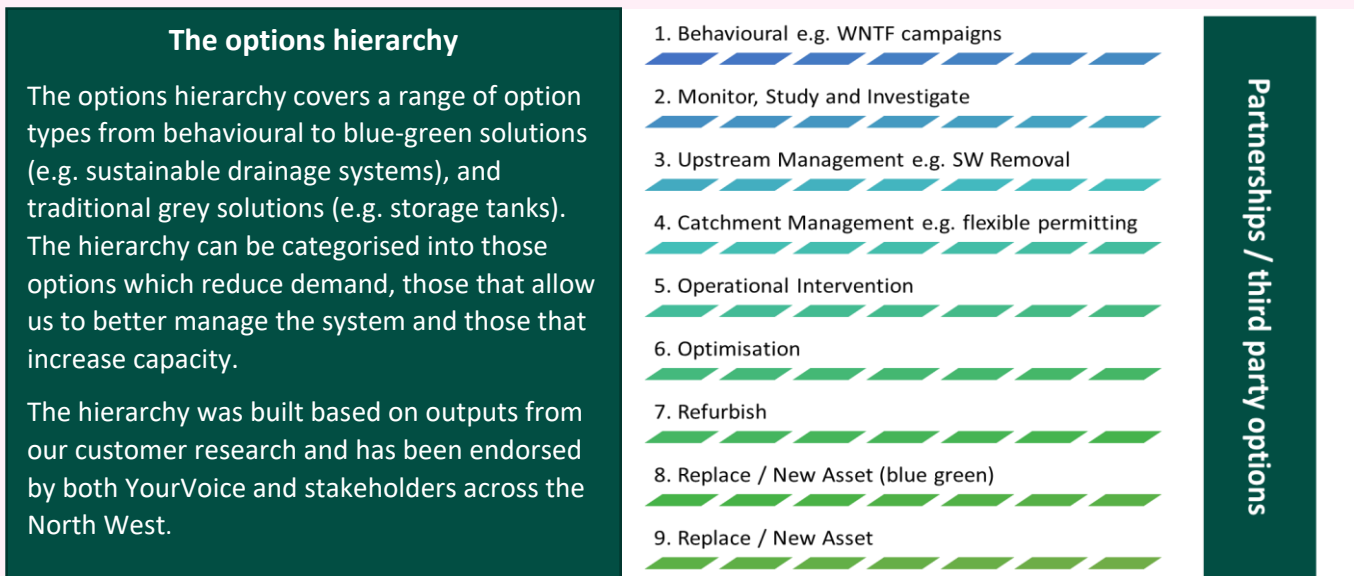 The options hierarchy
The options hierarchy covers a range of option
types from behavioural to blue-green solutions
(e.g. sustainable drainage systems), and
traditional grey solutions (e.g. storage tanks).
The hierarchy can be categorised into those
options which reduce demand, those that allow
us to better manage the system and those that
increase capacity.
The hierarchy was built based on outputs from
our customer research and has been endorsed
by both YourVoice and stakeholders across the
North West.
1. Behavioural e.g. WNTF campaigns
2. Monitor, Study and Investigate
3. Upstream Management e.g. SW Removal
4. Catchment Management e.g. flexible permitting
5. Operational Intervention
6. Optimisation
7. Refurbish
8. Replace / New Asset (blue green)
9. Replace / New Asset
Partnerships / third party options